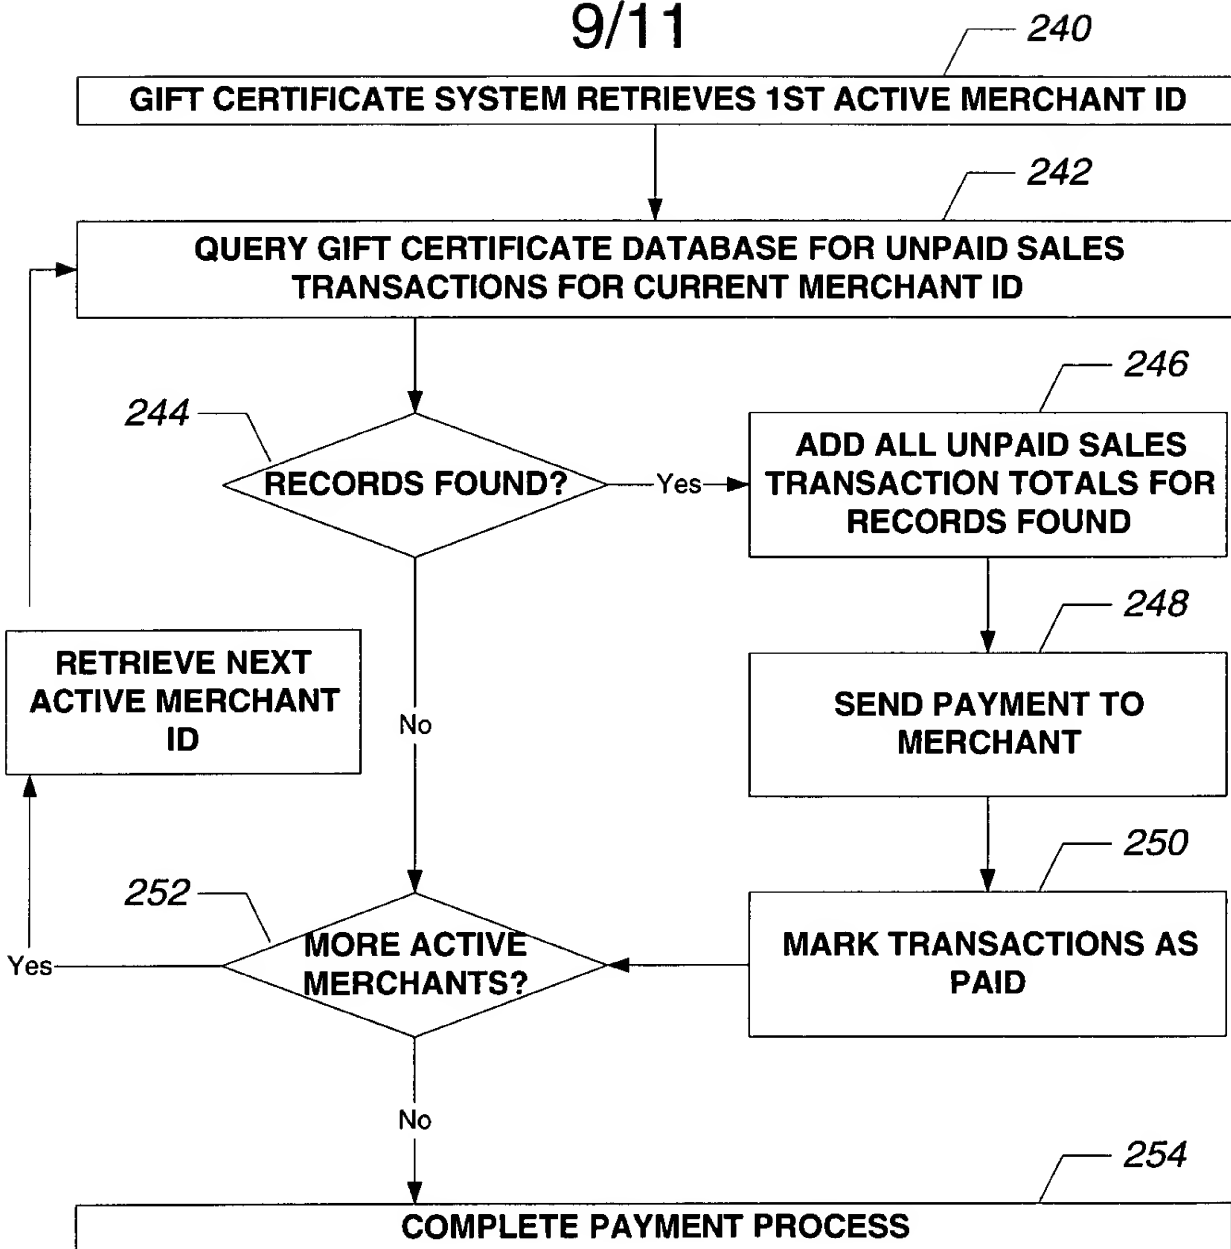 9/11
240
GIFT CERTIFICATE SYSTEM RETRIEVES 1ST ACTIVE MERCHANT ID
242
QUERY GIFT CERTIFICATE DATABASE FOR UNPAID SALES
TRANSACTIONS FOR CURRENT MERCHANT ID
244
RECORDS FOUND?
Yes
246
ADD ALL UNPAID SALES
TRANSACTION TOTALS FOR
RECORDS FOUND
248
SEND PAYMENT TO
MERCHANT
RETRIEVE NEXT
ACTIVE MERCHANT
ID
No
250
MARK TRANSACTIONS AS
PAID
252
MORE ACTIVE
MERCHANTS?
Yes
No
254
COMPLETE PAYMENT PROCESS